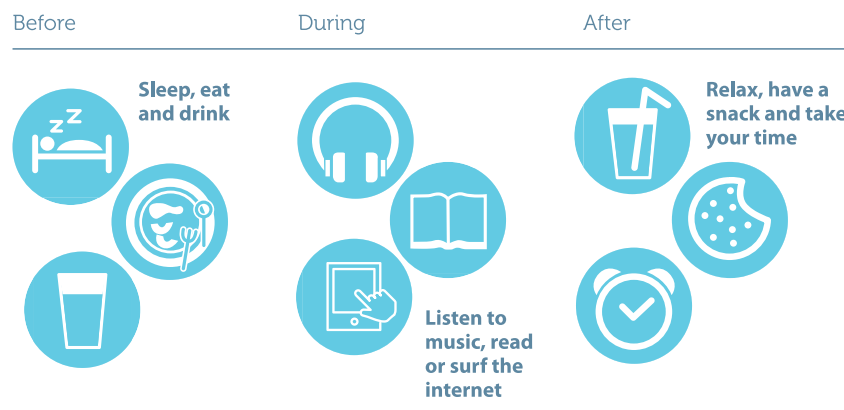 Before
During
After
Sleep, eat
and drink
Listen to
music, read
or surf the
internet
Relax, have a
snack and take
your time
zz